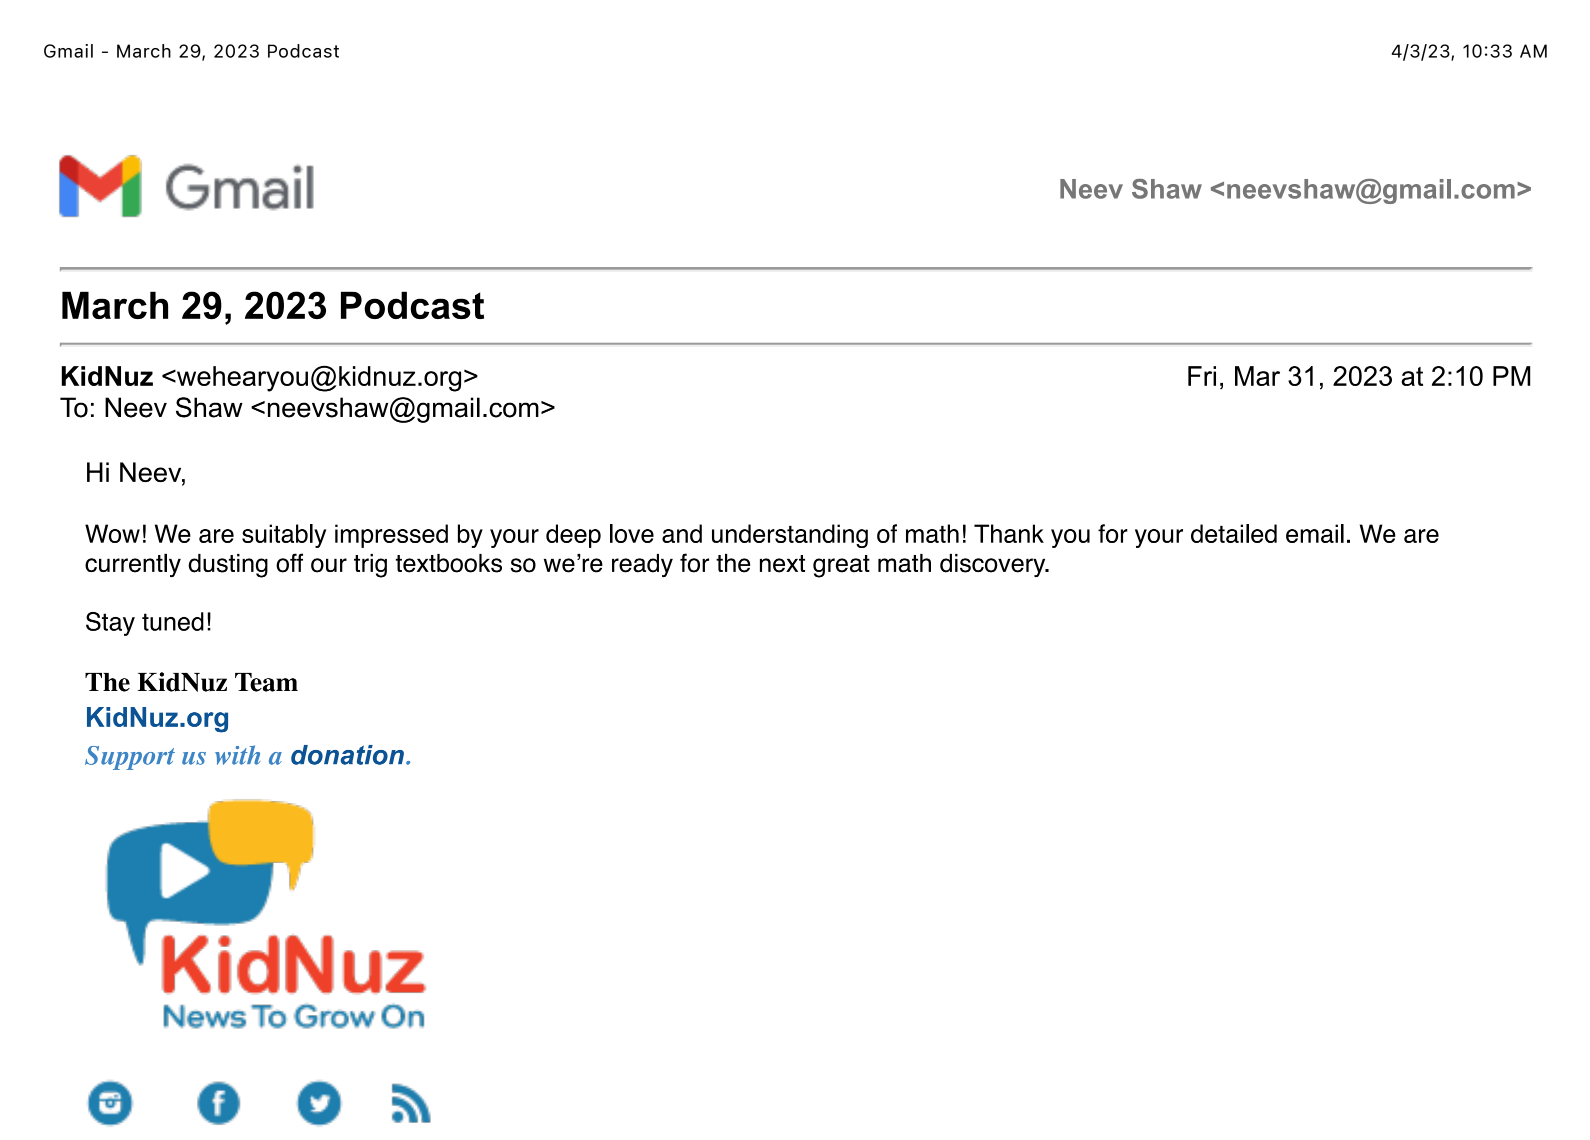 Gmail - March 29, 2023 Podcast
4/3/23, 10:33 AM
Gmail
Neev Shaw <neevshaw@gmail.com>
March 29, 2023 Podcast
KidNuz <wehearyou@kidnuz.org>
Fri, Mar 31, 2023 at 2:10 PM
To: Neev Shaw <neevshaw@gmail.com>
Hi Neev,
Wow! We are suitably impressed by your deep love and understanding of math! Thank you for your detailed email. We are
currently dusting off our trig textbooks so we’re ready for the next great math discovery.
Stay tuned!
The KidNuz Team
KidNuz.org
Support us with a donation.
KidNuz
News To Grow On